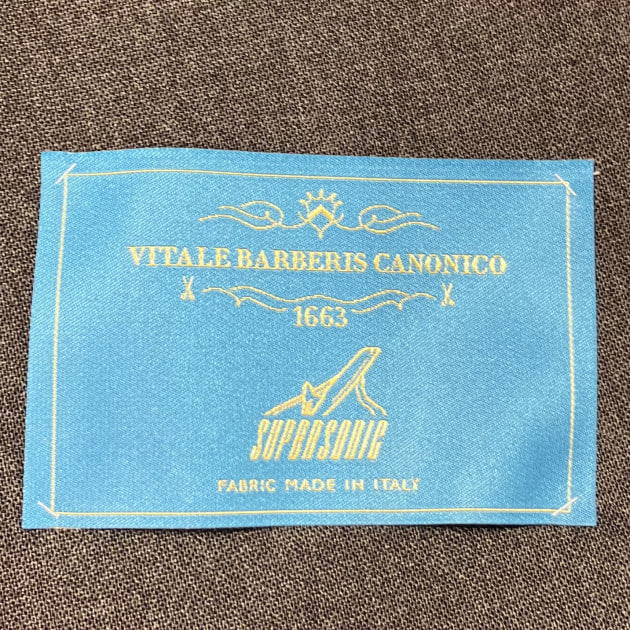 VITALE BARBERIS CANONICO
1663
SUPERSONIC
FABRIC MADE IN ITALY